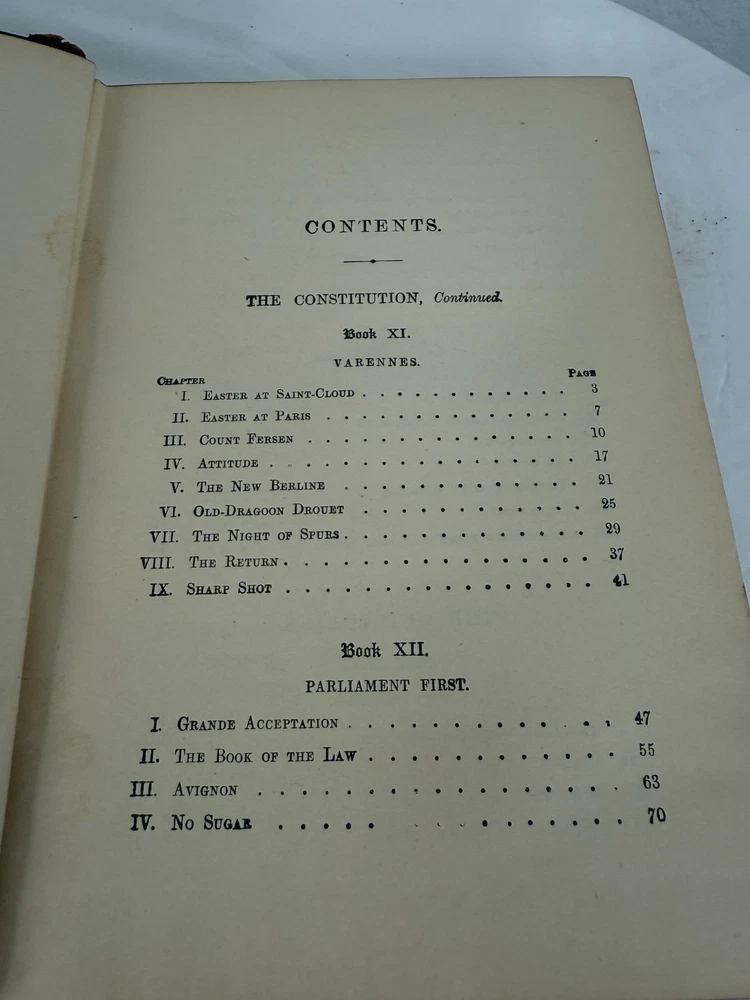 CONTENTS.
THE CONSTITUTION, Continued.
Book XI.
VARENNES.
CHAPTER PAGE
I. EASTER AT SAINT-CLOUD . . . . . . . . . . . . 3
II. EASTER AT PARIS . . . . . . . . . . . . . 7
III. COUNT FERSEN . . . . . . . . . . . . . . 10
IV. ATTITUDE . . . . . . . . . . . . . . . . 17
V. THE NEW BERLINE . . . . . . . . . . . . . 21
VI. OLD-DRAGOON DROUET . . . . . . . . . . . . 25
VII. THE NIGHT OF SPURS . . . . . . . . . . . . . 29
VIII. THE RETURN . . . . . . . . . . . . . . . . 37
IX. SHARP SHOT . . . . . . . . . . . . . . . . 41
Book XII.
PARLIAMENT FIRST.
I. GRANDE ACCEPTATION . . . . . . . . . . . . 47
II. THE BOOK OF THE LAW . . . . . . . . . . . 55
III. AVIGNON . . . . . . . . . . . . . . . . 63
IV. NO SUGAR . . . . . . . . . . . . . . . 70